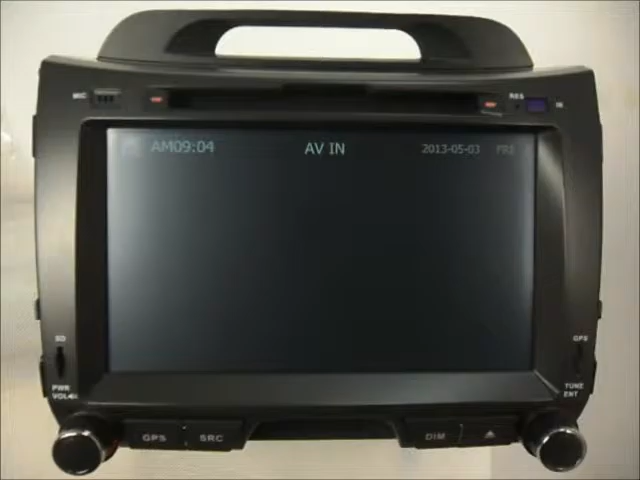 MIC
RES
IR
AM09:04 AV IN 2013-05-03 FRI
SD
GPS
PWR
VOL
TUNE
ENT
GPS SRC DIM